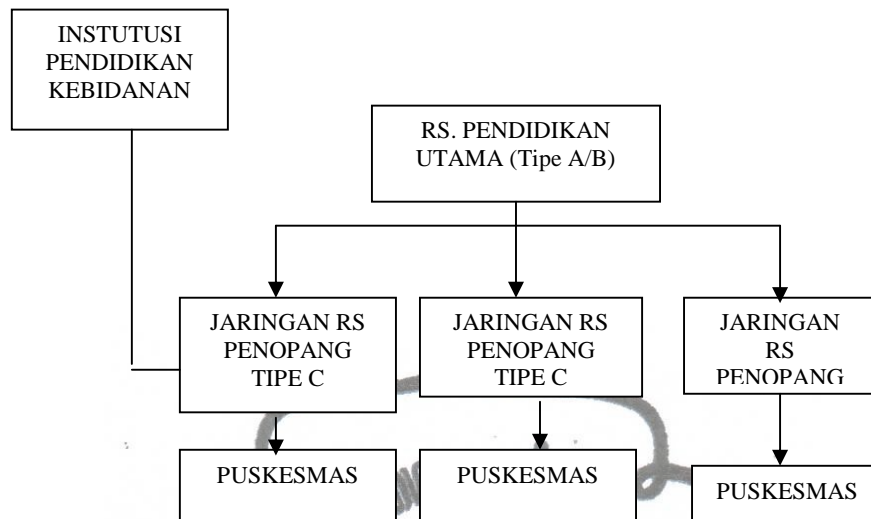 INSTUTUSI
PENDIDIKAN
KEBIDANAN
RS. PENDIDIKAN
UTAMA (Tipe A/B)
JARINGAN RS
PENOPANG
TIPE C
JARINGAN RS
PENOPANG
TIPE C
JARINGAN
RS
PENOPANG
PUSKESMAS
PUSKESMAS
PUSKESMAS